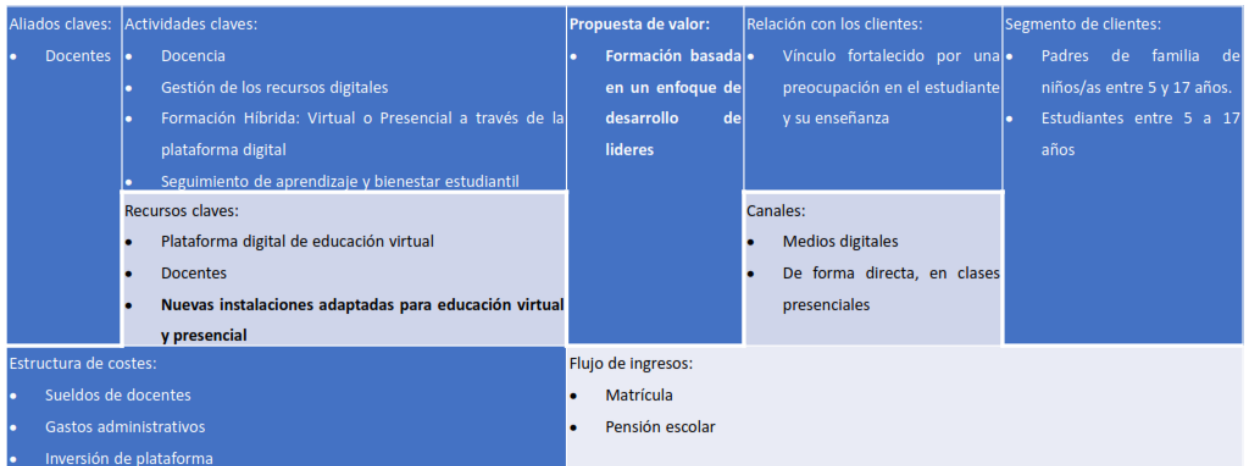 Aliados claves:
• Docentes
Actividades claves:
• Docencia
• Gestión de los recursos digitales
• Formación Híbrida: Virtual o Presencial a través de la
plataforma digital
• Seguimiento de aprendizaje y bienestar estudiantil
Recursos claves:
• Plataforma digital de educación virtual
• Docentes
• Nuevas instalaciones adaptadas para educación virtual
y presencial
Propuesta de valor:
• Formación basada
en un enfoque de
desarrollo de
lideres
Relación con los clientes:
• Vínculo fortalecido por una
preocupación en el estudiante
y su enseñanza
Canales:
• Medios digitales
• De forma directa, en clases
presenciales
Segmento de clientes:
• Padres de familia de
niños/as entre 5 y 17 años.
• Estudiantes entre 5 a 17
años
Estructura de costes:
• Sueldos de docentes
• Gastos administrativos
• Inversión de plataforma
Flujo de ingresos:
• Matrícula
• Pensión escolar